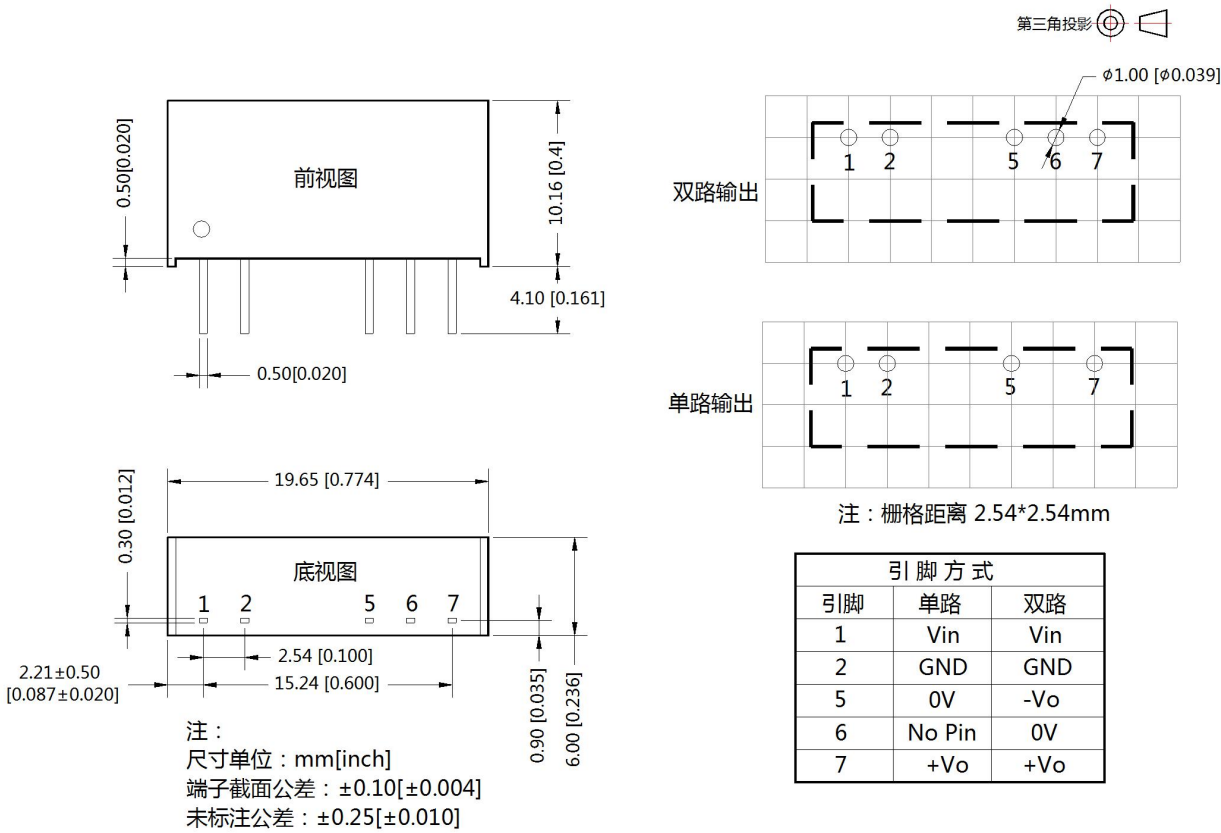 第三角投影
⌀1.00 [⌀0.039]
0.50[0.020]
前视图
10.16 [0.4]
4.10 [0.161]
0.50[0.020]
双路输出
1 2 5 6 7
单路输出
1 2 5 7
注：栅格距离 2.54*2.54mm
19.65 [0.774]
0.30 [0.012]
底视图
1 2 5 6 7
2.54 [0.100]
15.24 [0.600]
2.21±0.50
[0.087±0.020]
0.90 [0.035]
6.00 [0.236]
注：
尺寸单位：mm[inch]
端子截面公差：±0.10[±0.004]
未标注公差：±0.25[±0.010]
引脚方式
引脚 单路 双路
1 Vin Vin
2 GND GND
5 0V -Vo
6 No Pin 0V
7 +Vo +Vo